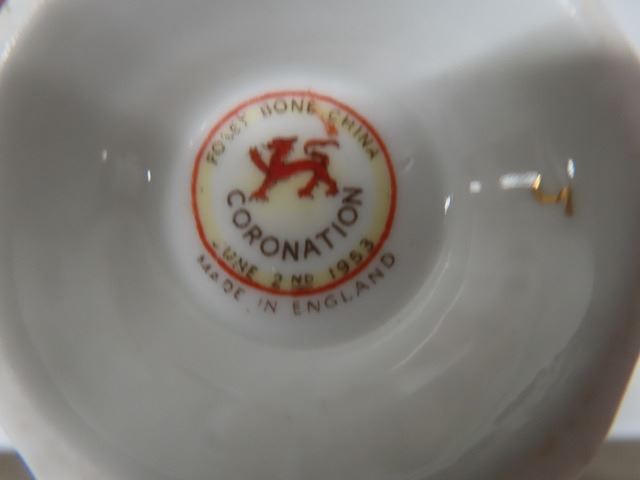 FOLEY BONE CHINA
CORONATION
JUNE 2ND 1953
MADE IN ENGLAND